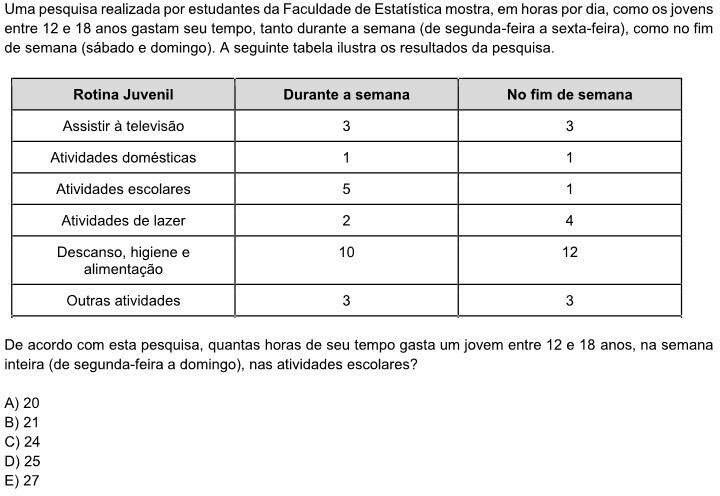 Uma pesquisa realizada por estudantes da Faculdade de Estatística mostra, em horas por dia, como os jovens
entre 12 e 18 anos gastam seu tempo, tanto durante a semana (de segunda-feira a sexta-feira), como no fim
de semana (sábado e domingo). A seguinte tabela ilustra os resultados da pesquisa.
Rotina Juvenil Durante a semana No fim de semana
Assistir à televisão 3 3
Atividades domésticas 1 1
Atividades escolares 5 1
Atividades de lazer 2 4
Descanso, higiene e 10 12
alimentação
Outras atividades 3 3
De acordo com esta pesquisa, quantas horas de seu tempo gasta um jovem entre 12 e 18 anos, na semana
inteira (de segunda-feira a domingo), nas atividades escolares?
A) 20
B) 21
C) 24
D) 25
E) 27